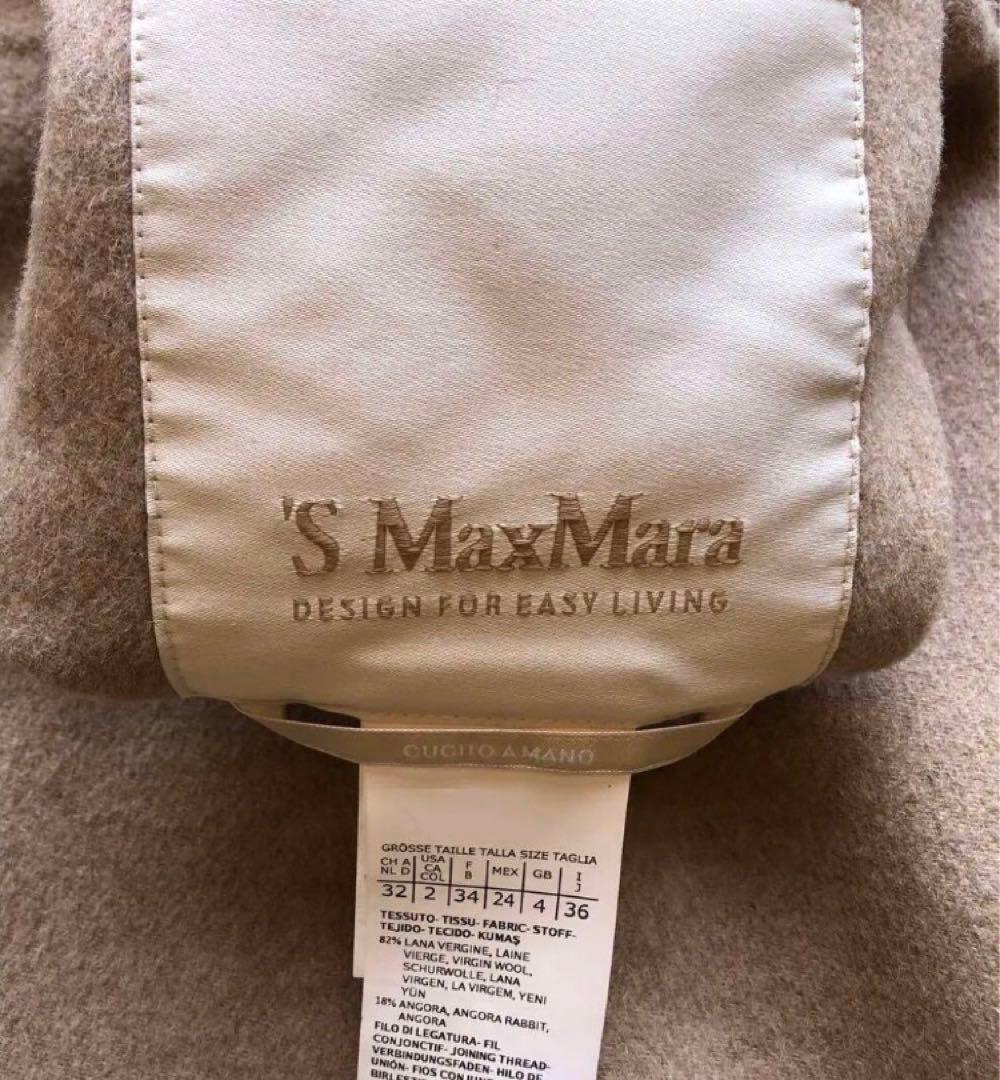 'S MaxMara
DESIGN FOR EASY LIVING
CUCITO A MANO
GRÖSSE TAILLE TALLA SIZE TAGLIA
CH A NL D USA CA COL F B MEX GB I J
32 2 34 24 4 36
TESSUTO- TISSU- FABRIC- STOFF-
TEJIDO- TECIDO- KUMAŞ
82% LANA VERGINE, LAINE
VIERGE, VIRGIN WOOL,
SCHURWOLLE, LANA
VIRGEN, LA VIRGEM, YENI
YÜN
18% ANGORA, ANGORA RABBIT,
ANGORA
FILO DI LEGATURA- FIL
CONJONCTIF- JOINING THREAD-
VERBINDUNGSFADEN- HILO DE
UNIÓN- FIOS